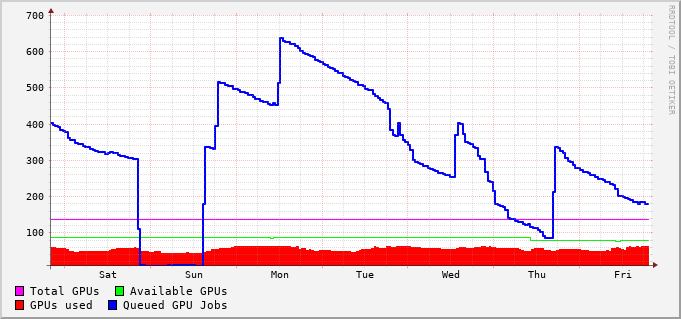 700
600
500
400
300
200
100
Sat Sun Mon Tue Wed Thu Fri
Total GPUs Available GPUs
GPUs used Queued GPU Jobs
RRDTOOL / TOBI OETIKER